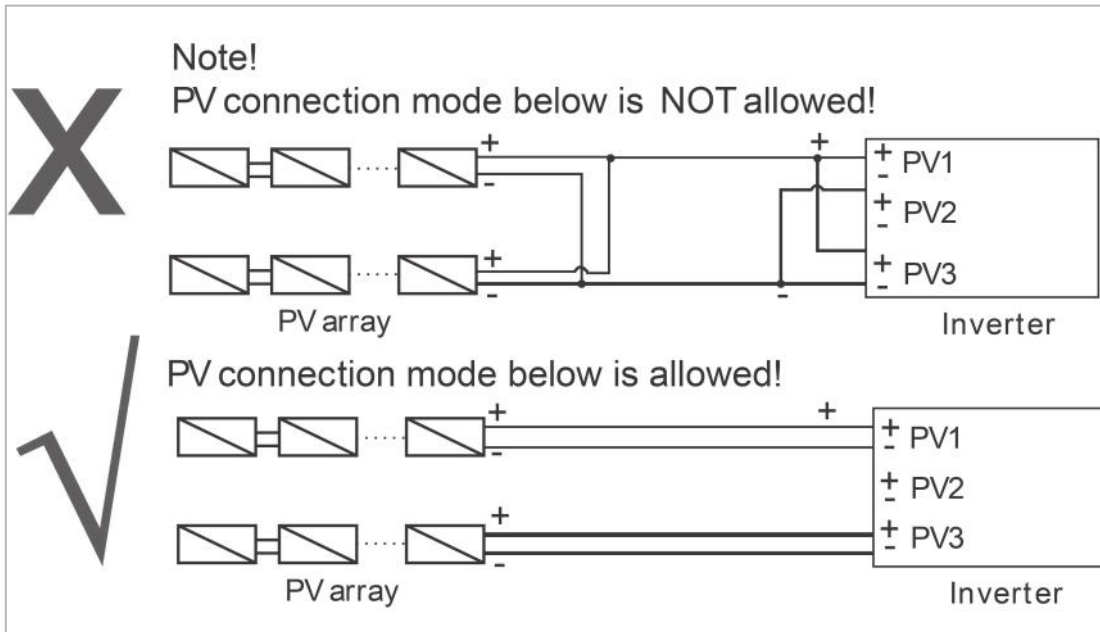 Note!
PV connection mode below is NOT allowed!
X
+
-
+
-
PV array
+
-
+
- PV1
+
- PV2
+
- PV3
Inverter
PV connection mode below is allowed!
+
-
+
-
PV array
+
+
- PV1
+
- PV2
+
- PV3
Inverter